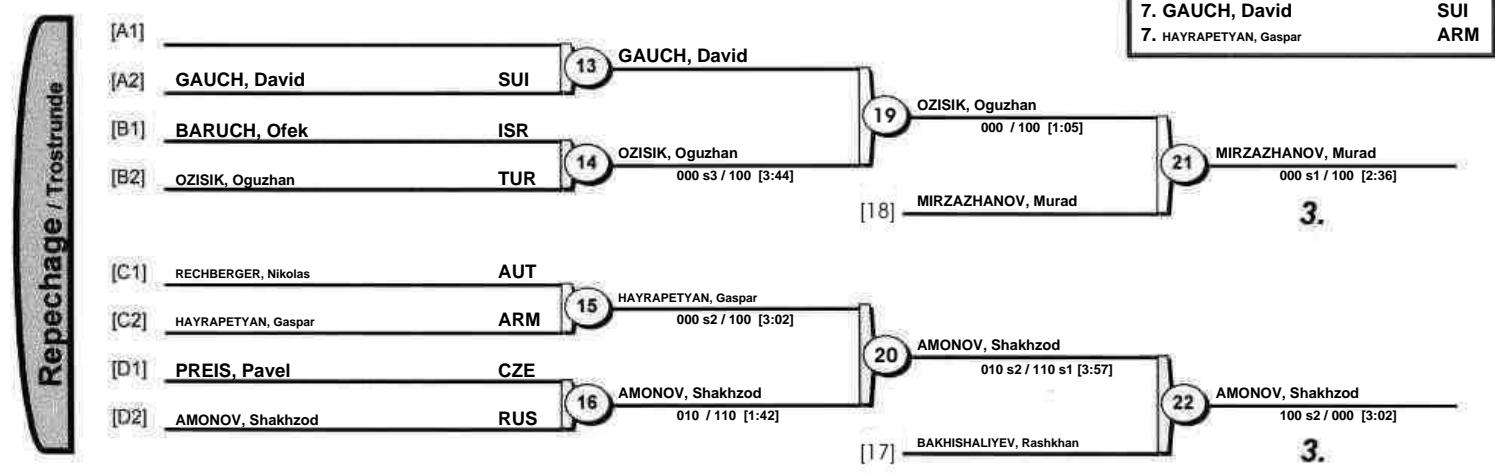 7. GAUCH, David SUI
7. HAYRAPETYAN, Gaspar ARM
Repechage / Trostrunde
[A1]
[A2] GAUCH, David SUI
13 GAUCH, David
[B1] BARUCH, Ofek ISR
[B2] OZISIK, Oguzhan TUR
14 OZISIK, Oguzhan
000 s3 / 100 [3:44]
19 OZISIK, Oguzhan
000 / 100 [1:05]
[18] MIRZAZHANOV, Murad
21 MIRZAZHANOV, Murad
000 s1 / 100 [2:36]
3.
[C1] RECHBERGER, Nikolas AUT
[C2] HAYRAPETYAN, Gaspar ARM
15 HAYRAPETYAN, Gaspar
000 s2 / 100 [3:02]
[D1] PREIS, Pavel CZE
[D2] AMONOV, Shakhzod RUS
16 AMONOV, Shakhzod
010 / 110 [1:42]
20 AMONOV, Shakhzod
010 s2 / 110 s1 [3:57]
[17] BAKHISHALIYEV, Rashkhan
22 AMONOV, Shakhzod
100 s2 / 000 [3:02]
3.